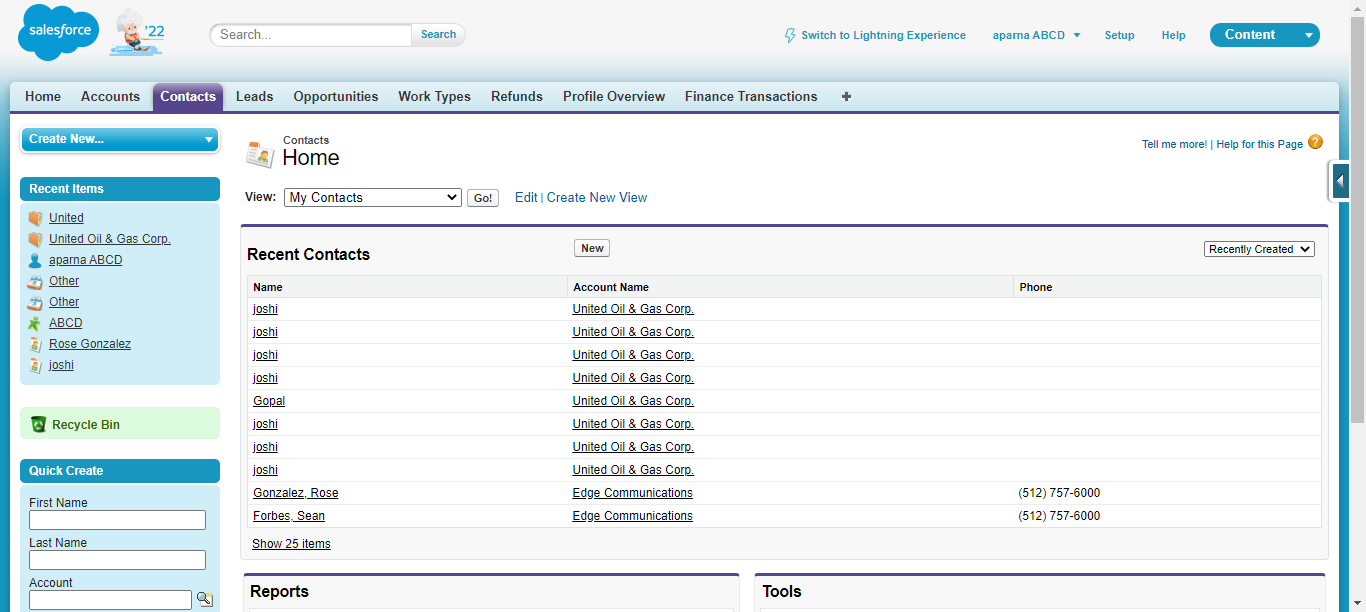 salesforce
'22
Search...
Search
Switch to Lightning Experience
aparna ABCD
Setup
Help
Content
Home Accounts Contacts Leads Opportunities Work Types Refunds Profile Overview Finance Transactions +
Create New...
Recent Items
United
United Oil & Gas Corp.
aparna ABCD
Other
Other
ABCD
Rose Gonzalez
joshi
Recycle Bin
Quick Create
First Name
Last Name
Account
Contacts
Home
Tell me more! | Help for this Page ?
View: My Contacts Go! Edit | Create New View
Recent Contacts New Recently Created
Name Account Name Phone
joshi United Oil & Gas Corp.
joshi United Oil & Gas Corp.
joshi United Oil & Gas Corp.
joshi United Oil & Gas Corp.
Gopal United Oil & Gas Corp.
joshi United Oil & Gas Corp.
joshi United Oil & Gas Corp.
joshi United Oil & Gas Corp.
Gonzalez, Rose Edge Communications (512) 757-6000
Forbes, Sean Edge Communications (512) 757-6000
Show 25 items
Reports
Tools